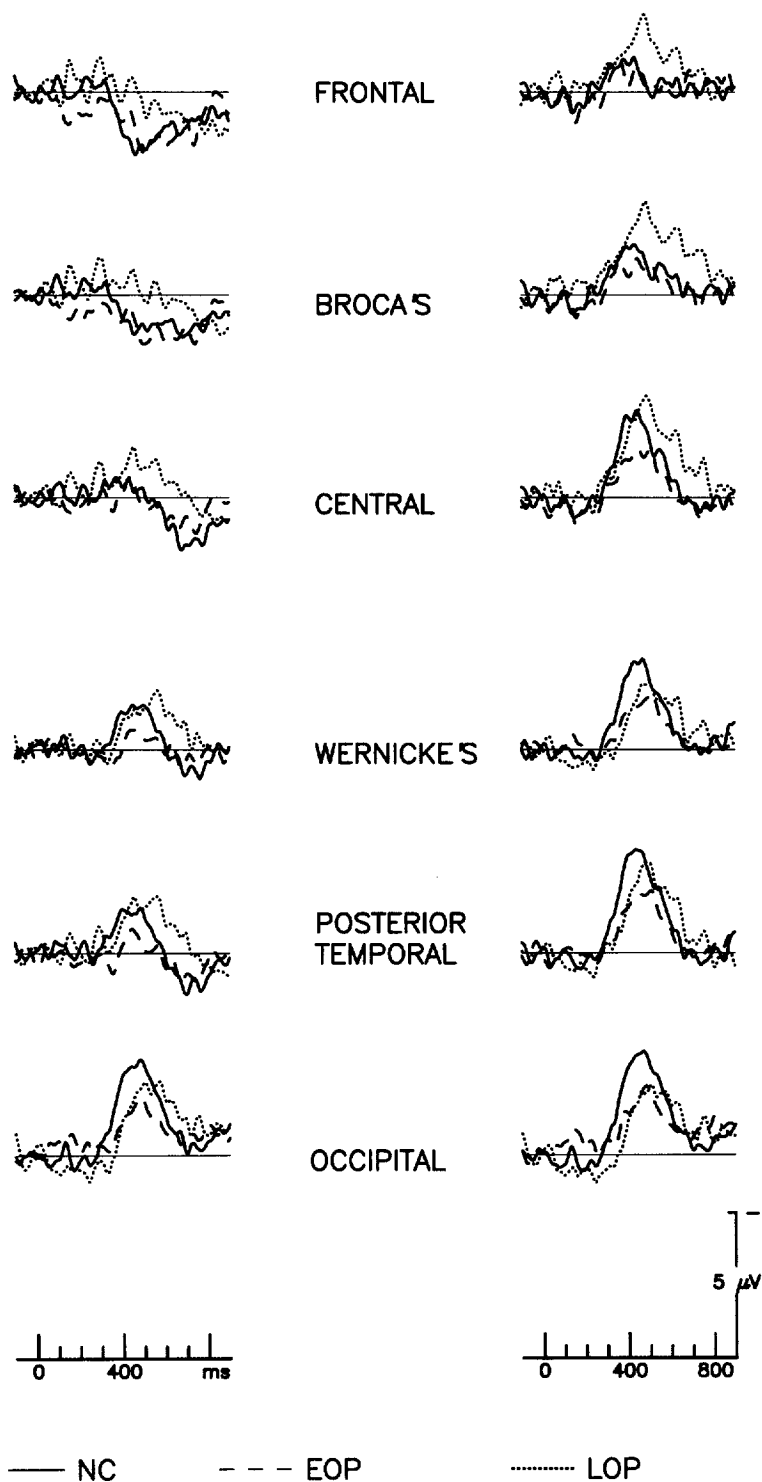 FRONTAL
BROCA'S
CENTRAL
WERNICKE'S
POSTERIOR
TEMPORAL
OCCIPITAL
5 μV
0 400 ms
0 400 800
NC EOP LOP